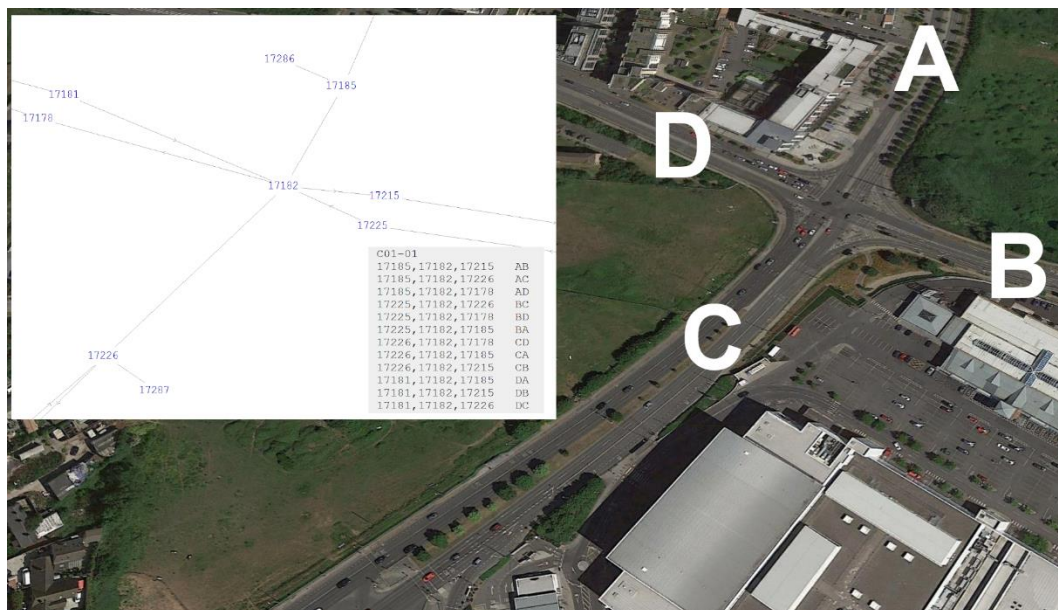 17286
17185
17181
17178
17182
17215
17225
17226
17287
C01-01
17185,17182,17215 AB
17185,17182,17226 AC
17185,17182,17178 AD
17225,17182,17226 BC
17225,17182,17178 BD
17225,17182,17185 BA
17226,17182,17178 CD
17226,17182,17185 CA
17226,17182,17215 CB
17181,17182,17185 DA
17181,17182,17215 DB
17181,17182,17226 DC
A
D
B
C